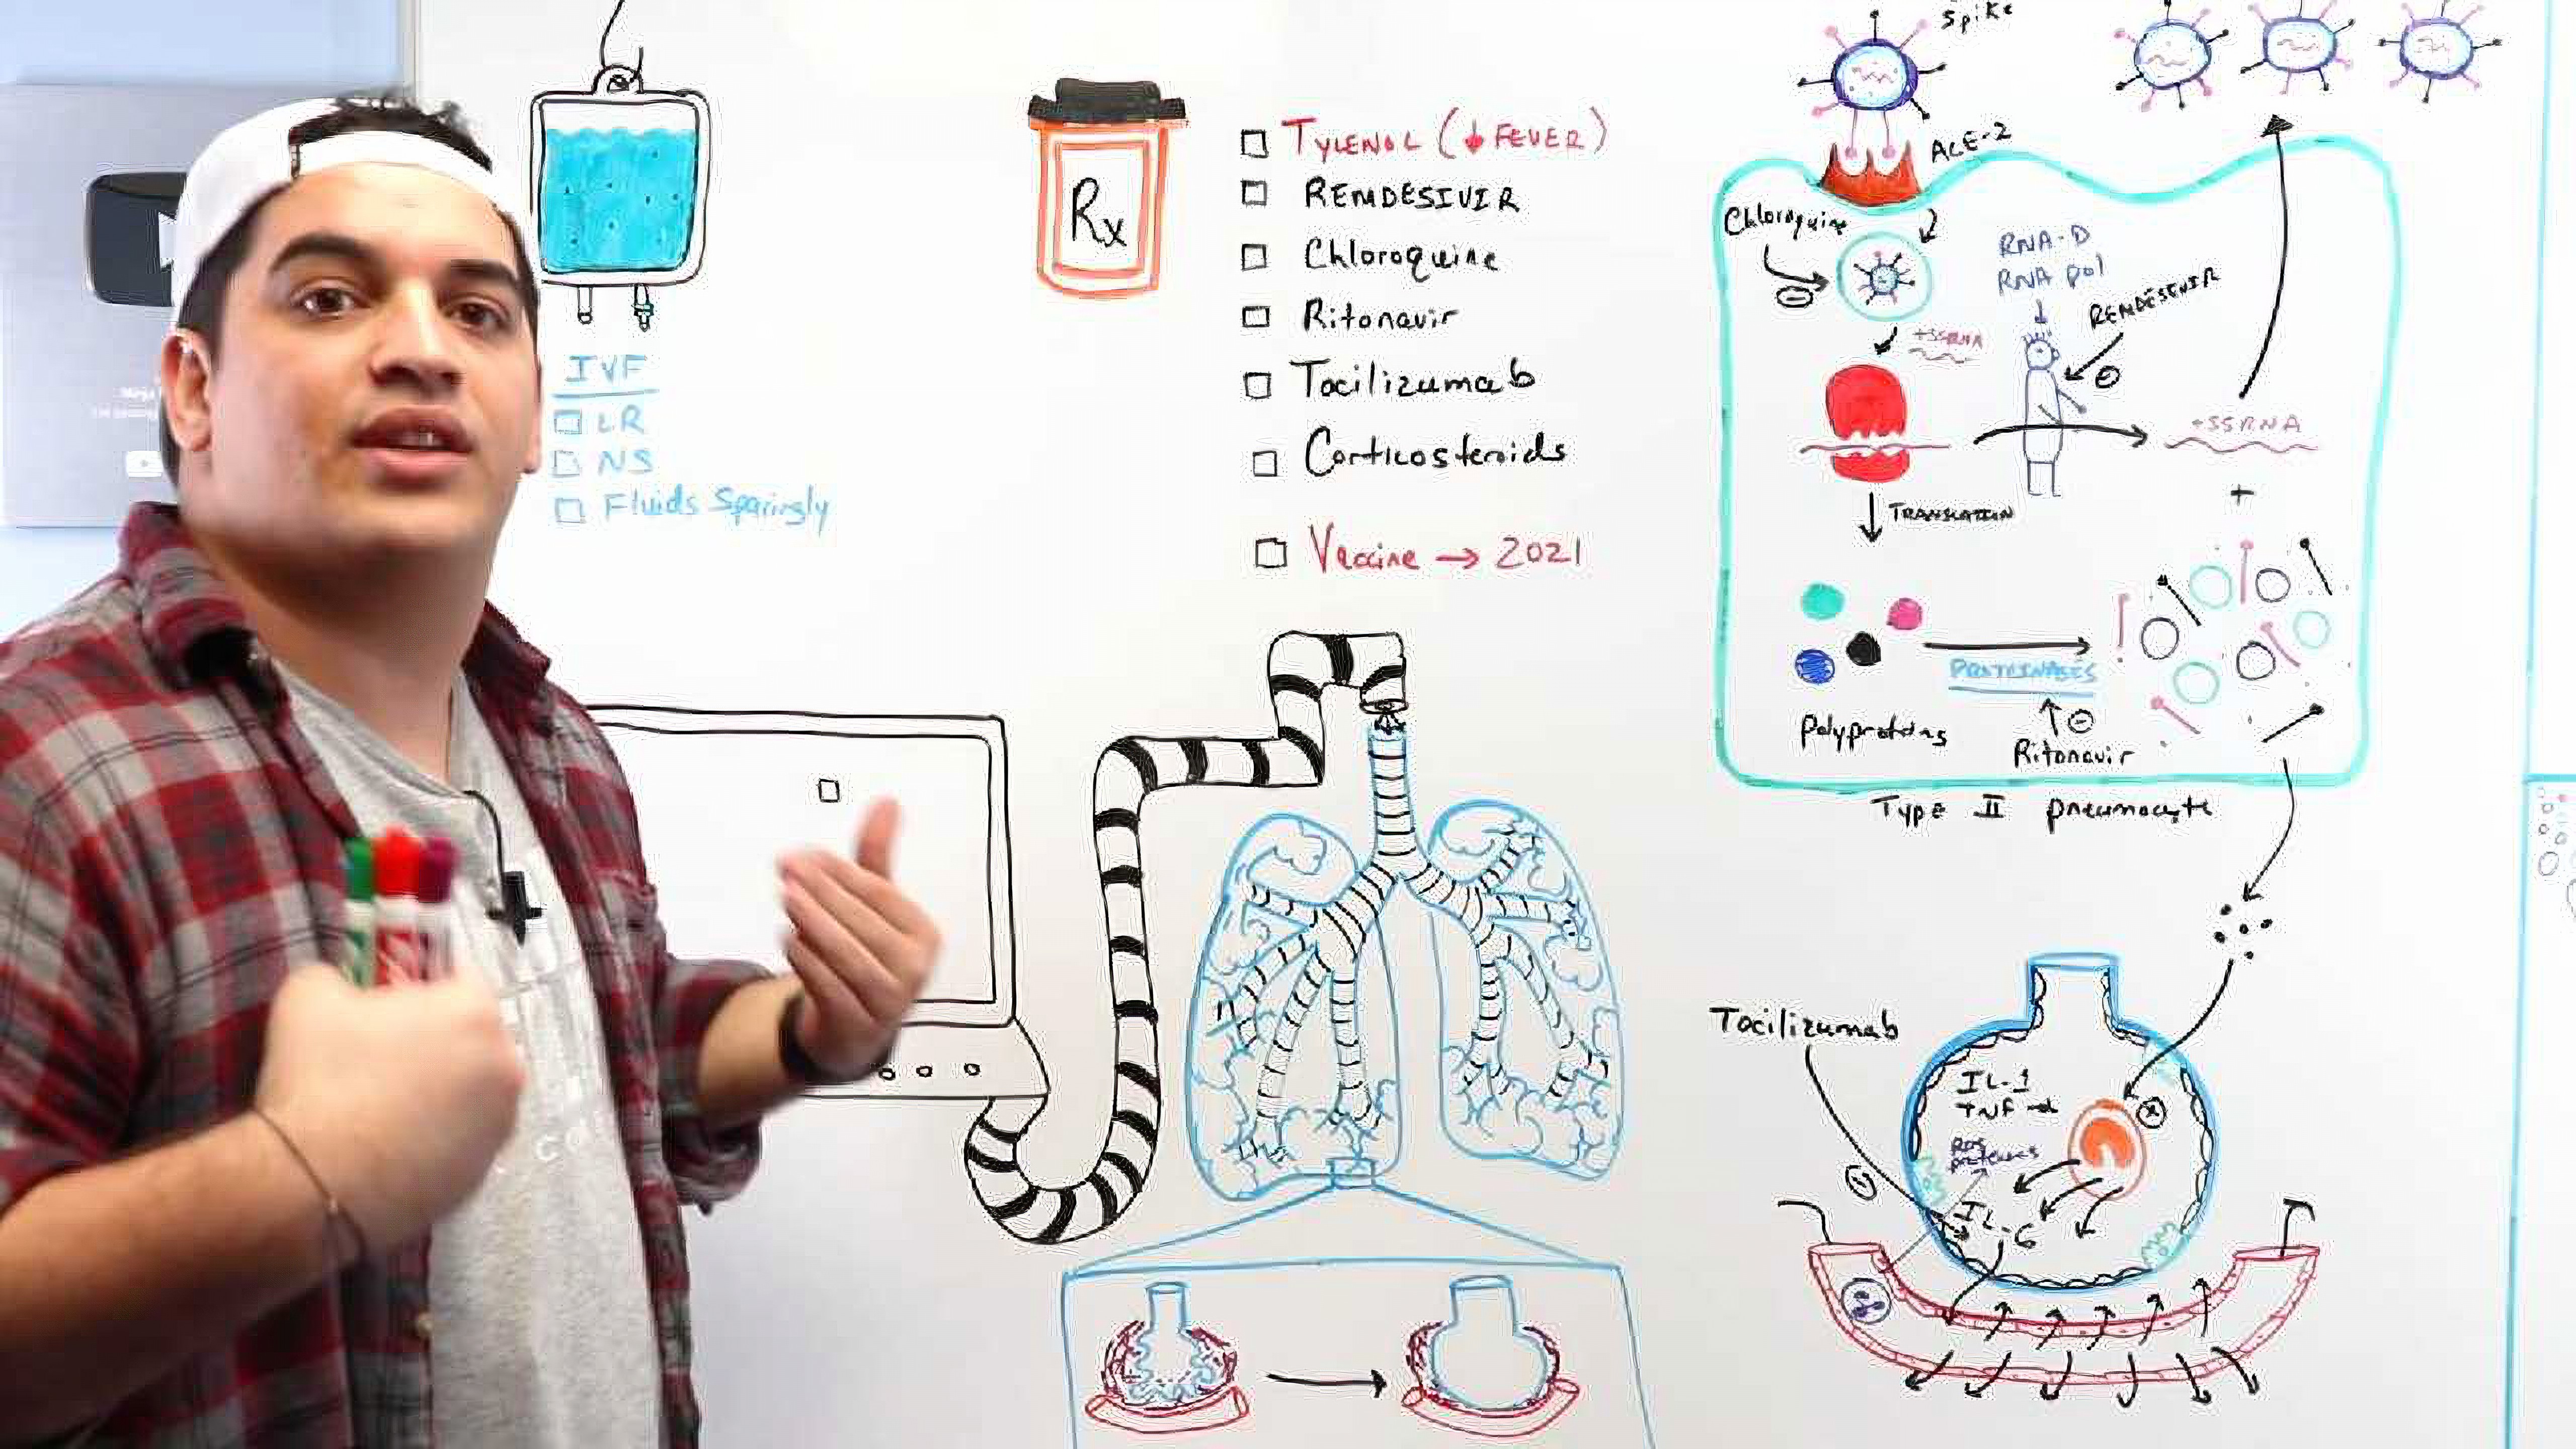 IVF
LR
NS
Fluids Sparingly
Rx
TYLENOL (↓ FEVER)
REMDESIVIR
Chloroquine
Ritonavir
Tocilizumab
Corticosteroids
Vaccine → 2021
Spike
ACE-2
Chloroquine
RNA-D
RNA pol
REMDESEVIR
+SSRNA
+SSRNA
+
TRANSLATION
PROTEINASES
Polyproteins
Ritonavir
Type II pneumocyte
Tocilizumab
IL-1
TNF-α
ROS
proteases
IL-6